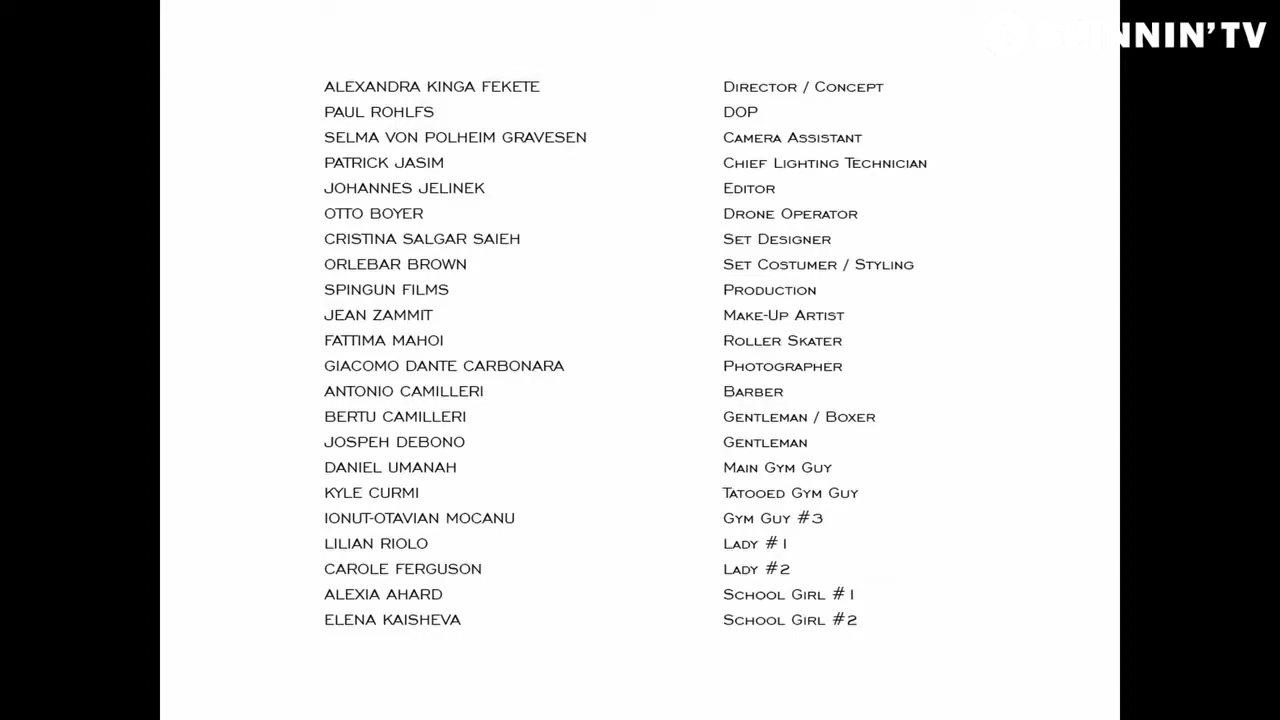 NNIN'TV
ALEXANDRA KINGA FEKETE Director / Concept
PAUL ROHLFS DOP
SELMA VON POLHEIM GRAVESEN Camera Assistant
PATRICK JASIM Chief Lighting Technician
JOHANNES JELINEK Editor
OTTO BOYER Drone Operator
CRISTINA SALGAR SAIEH Set Designer
ORLEBAR BROWN Set Costumer / Styling
SPINGUN FILMS Production
JEAN ZAMMIT Make-Up Artist
FATTIMA MAHOI Roller Skater
GIACOMO DANTE CARBONARA Photographer
ANTONIO CAMILLERI Barber
BERTU CAMILLERI Gentleman / Boxer
JOSPEH DEBONO Gentleman
DANIEL UMANAH Main Gym Guy
KYLE CURMI Tatooed Gym Guy
IONUT-OTAVIAN MOCANU Gym Guy #3
LILIAN RIOLO Lady #1
CAROLE FERGUSON Lady #2
ALEXIA AHARD School Girl #1
ELENA KAISHEVA School Girl #2